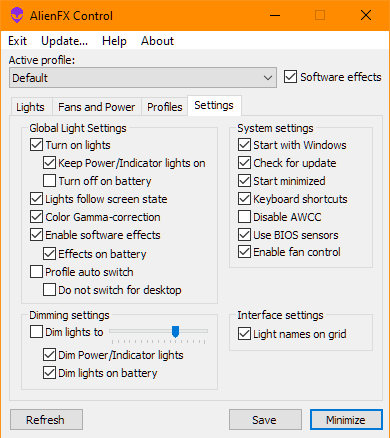 AlienFX Control
Exit Update... Help About
Active profile:
Default
Software effects
Lights Fans and Power Profiles Settings
Global Light Settings
Turn on lights
Keep Power/Indicator lights on
Turn off on battery
Lights follow screen state
Color Gamma-correction
Enable software effects
Effects on battery
Profile auto switch
Do not switch for desktop
System settings
Start with Windows
Check for update
Start minimized
Keyboard shortcuts
Disable AWCC
Use BIOS sensors
Enable fan control
Dimming settings
Dim lights to
Dim Power/Indicator lights
Dim lights on battery
Interface settings
Light names on grid
Refresh Save Minimize